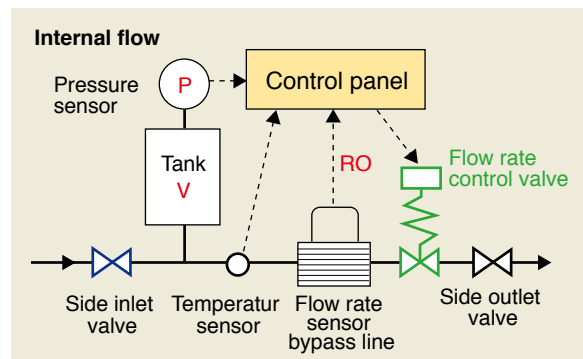 Internal flow
Pressure
sensor
P
Control panel
Tank
V
RO
Flow rate
control valve
Side inlet
valve
Temperatur
sensor
Flow rate
sensor
bypass line
Side outlet
valve